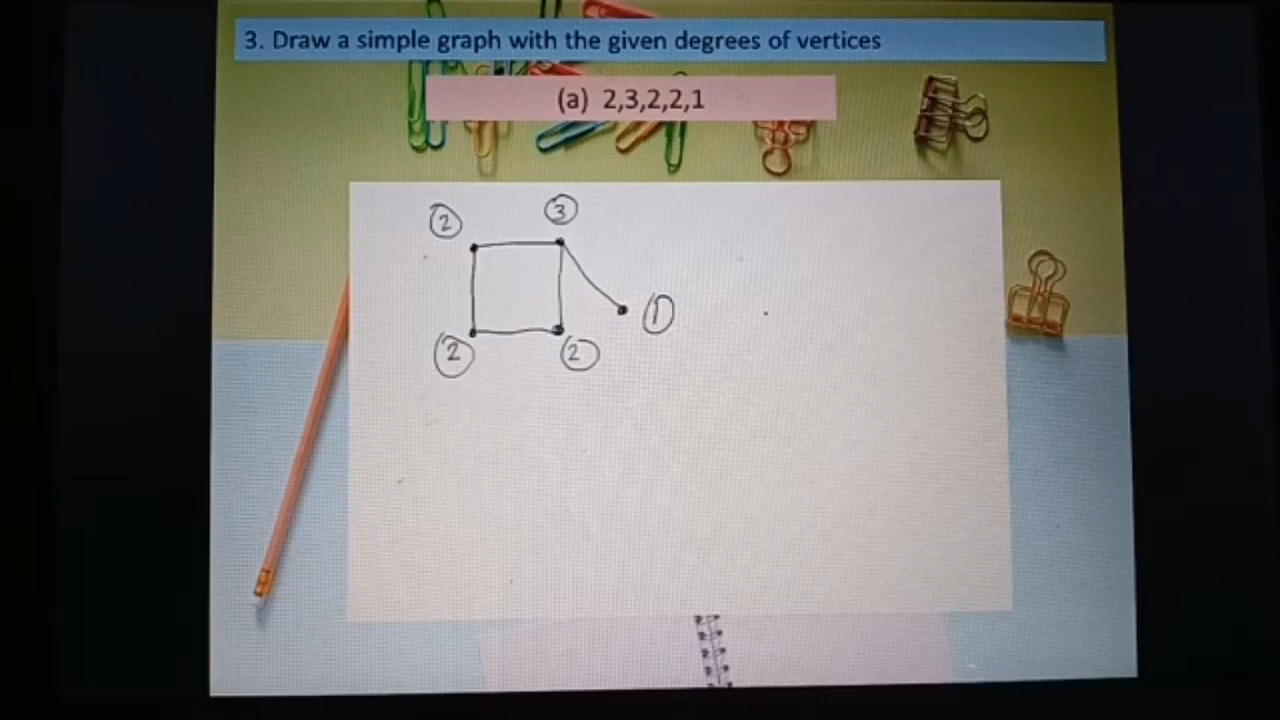 3. Draw a simple graph with the given degrees of vertices
(a) 2,3,2,2,1
2 3
1
2 2